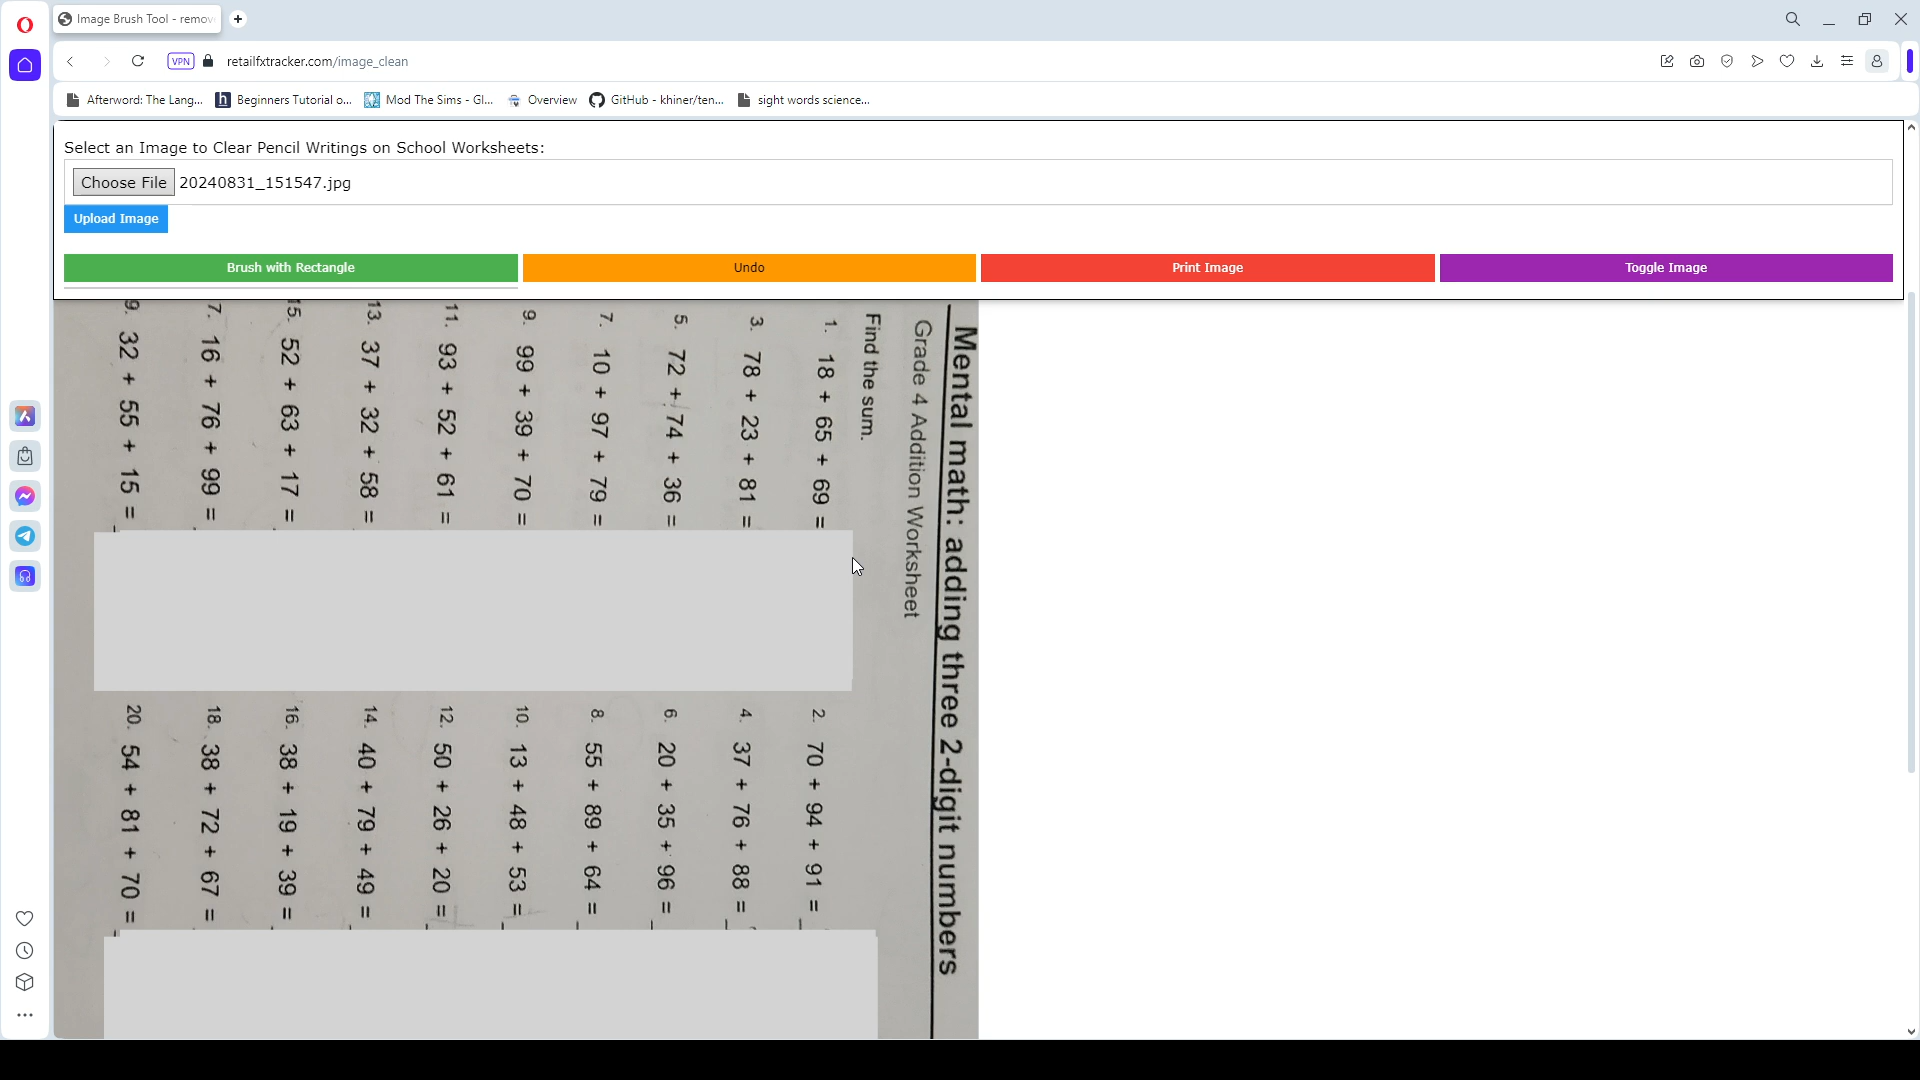 Image Brush Tool - remov
VPN
retailfxtracker.com/image_clean
Afterword: The Lang...
Beginners Tutorial o...
Mod The Sims - Gl...
Overview
GitHub - khiner/ten...
sight words science...
Select an Image to Clear Pencil Writings on School Worksheets:
Choose File 20240831_151547.jpg
Upload Image
Brush with Rectangle
Undo
Print Image
Toggle Image
Mental math: adding three 2-digit numbers
Grade 4 Addition Worksheet
Find the sum.
1. 18 + 65 + 69 =
2. 70 + 94 + 91 =
3. 78 + 23 + 81 =
4. 37 + 76 + 88 =
5. 72 + 74 + 36 =
6. 20 + 35 + 96 =
7. 10 + 97 + 79 =
8. 55 + 89 + 64 =
9. 99 + 39 + 70 =
10. 13 + 48 + 53 =
11. 93 + 52 + 61 =
12. 50 + 26 + 20 =
13. 37 + 32 + 58 =
14. 40 + 79 + 49 =
15. 52 + 63 + 17 =
16. 38 + 19 + 39 =
7. 16 + 76 + 99 =
18. 38 + 72 + 67 =
9. 32 + 55 + 15 =
20. 54 + 81 + 70 =